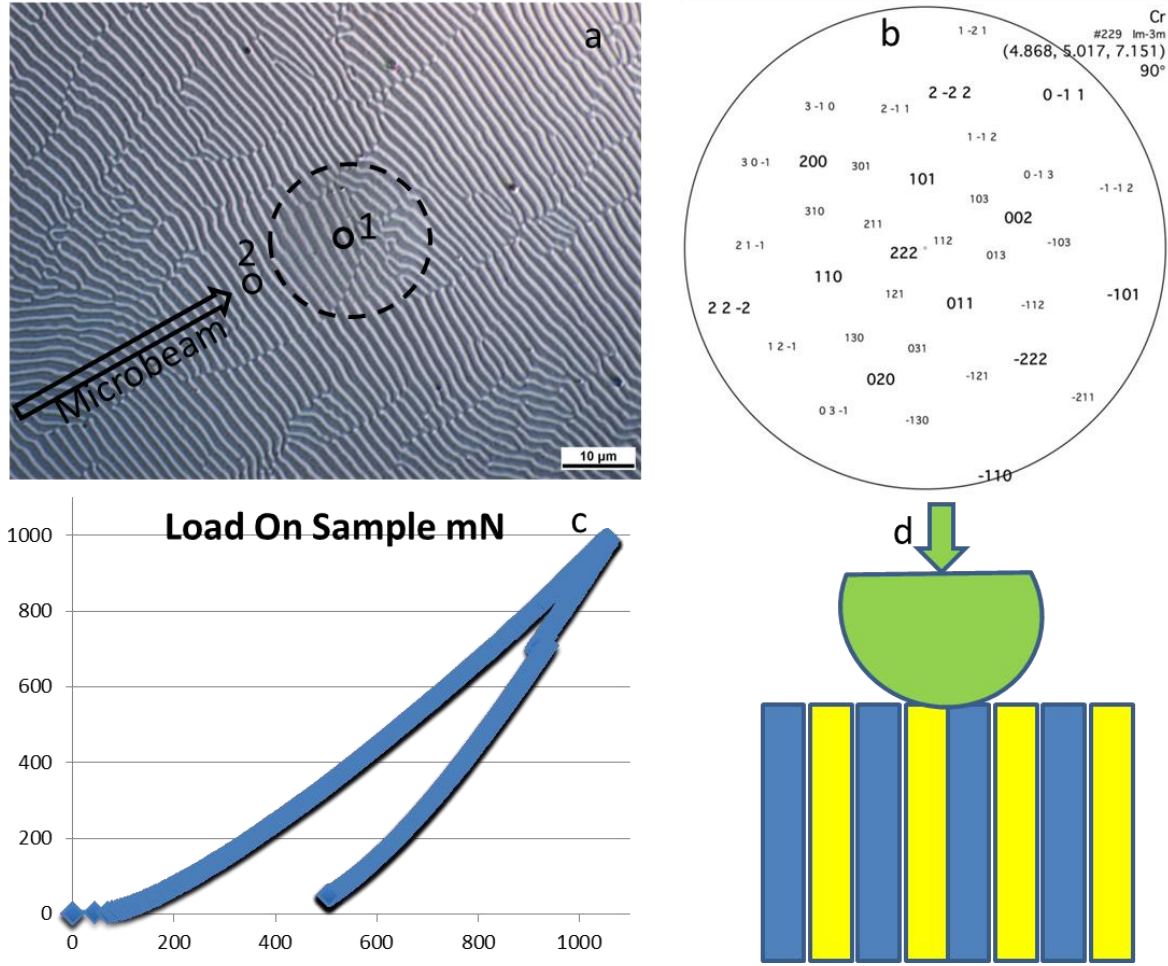 a
1
2
Microbeam
10 µm
b
Cr
#229 Im-3m
(4.868, 5.017, 7.151)
90°
1 -2 1
2 -2 2
0 -1 1
3 -1 0
2 -1 1
1 -1 2
3 0 -1
200
301
101
0 -1 3
-1 -1 2
103
310
211
002
2 1 -1
222
112
013
-103
110
121
011
-112
-101
2 2 -2
1 2 -1
130
031
-222
020
-121
-211
0 3 -1
-130
-110
Load On Sample mN
c
1000
800
600
400
200
0
0 200 400 600 800 1000
d